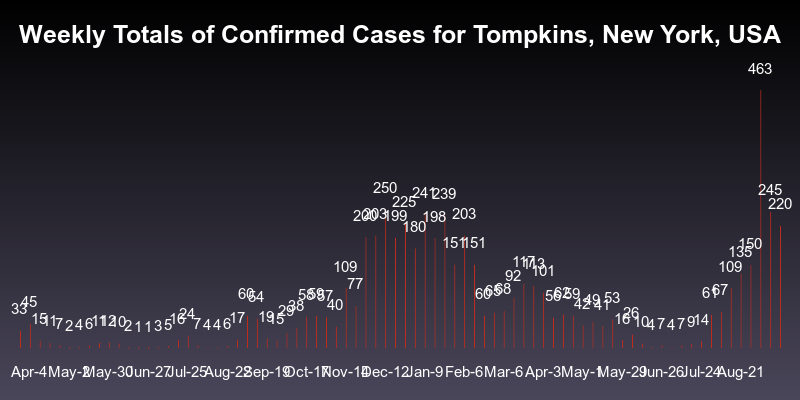 Weekly Totals of Confirmed Cases for Tompkins, New York, USA
33 45 15 11 7 2 4 6 11 12 10 2 1 1 3 5 16 24 7 4 4 6 17 60 64 19 15 29 38 58 59 57 40 109 77 200 203 250 199 225 180 241 198 239 151 203 151 60 65 68 92 117 113 101 56 62 59 42 49 41 53 16 26 10 4 7 4 7 9 14 61 67 109 135 150 463 245 220
Apr-4 May-2 May-30 Jun-27 Jul-25 Aug-22 Sep-19 Oct-17 Nov-14 Dec-12 Jan-9 Feb-6 Mar-6 Apr-3 May-1 May-29 Jun-26 Jul-24 Aug-21